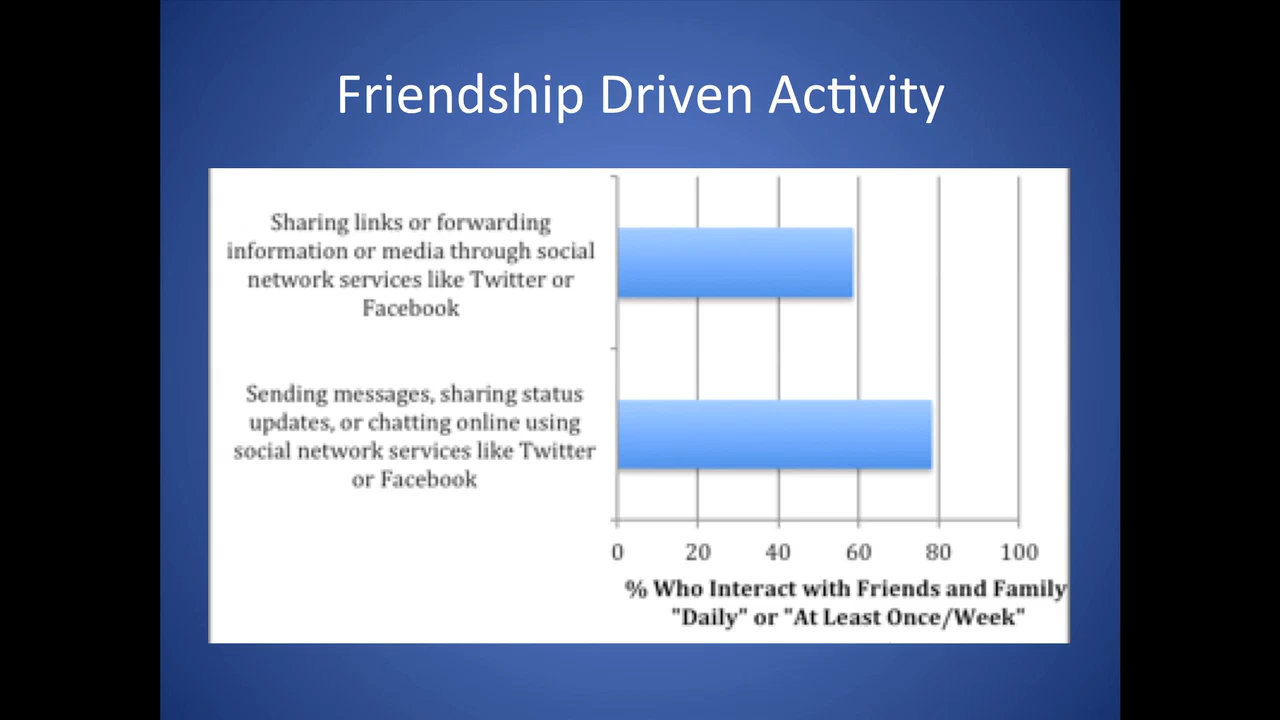 Friendship Driven Activity
Sharing links or forwarding
information or media through social
network services like Twitter or
Facebook
Sending messages, sharing status
updates, or chatting online using
social network services like Twitter
or Facebook
0 20 40 60 80 100
% Who Interact with Friends and Family
"Daily" or "At Least Once/Week"